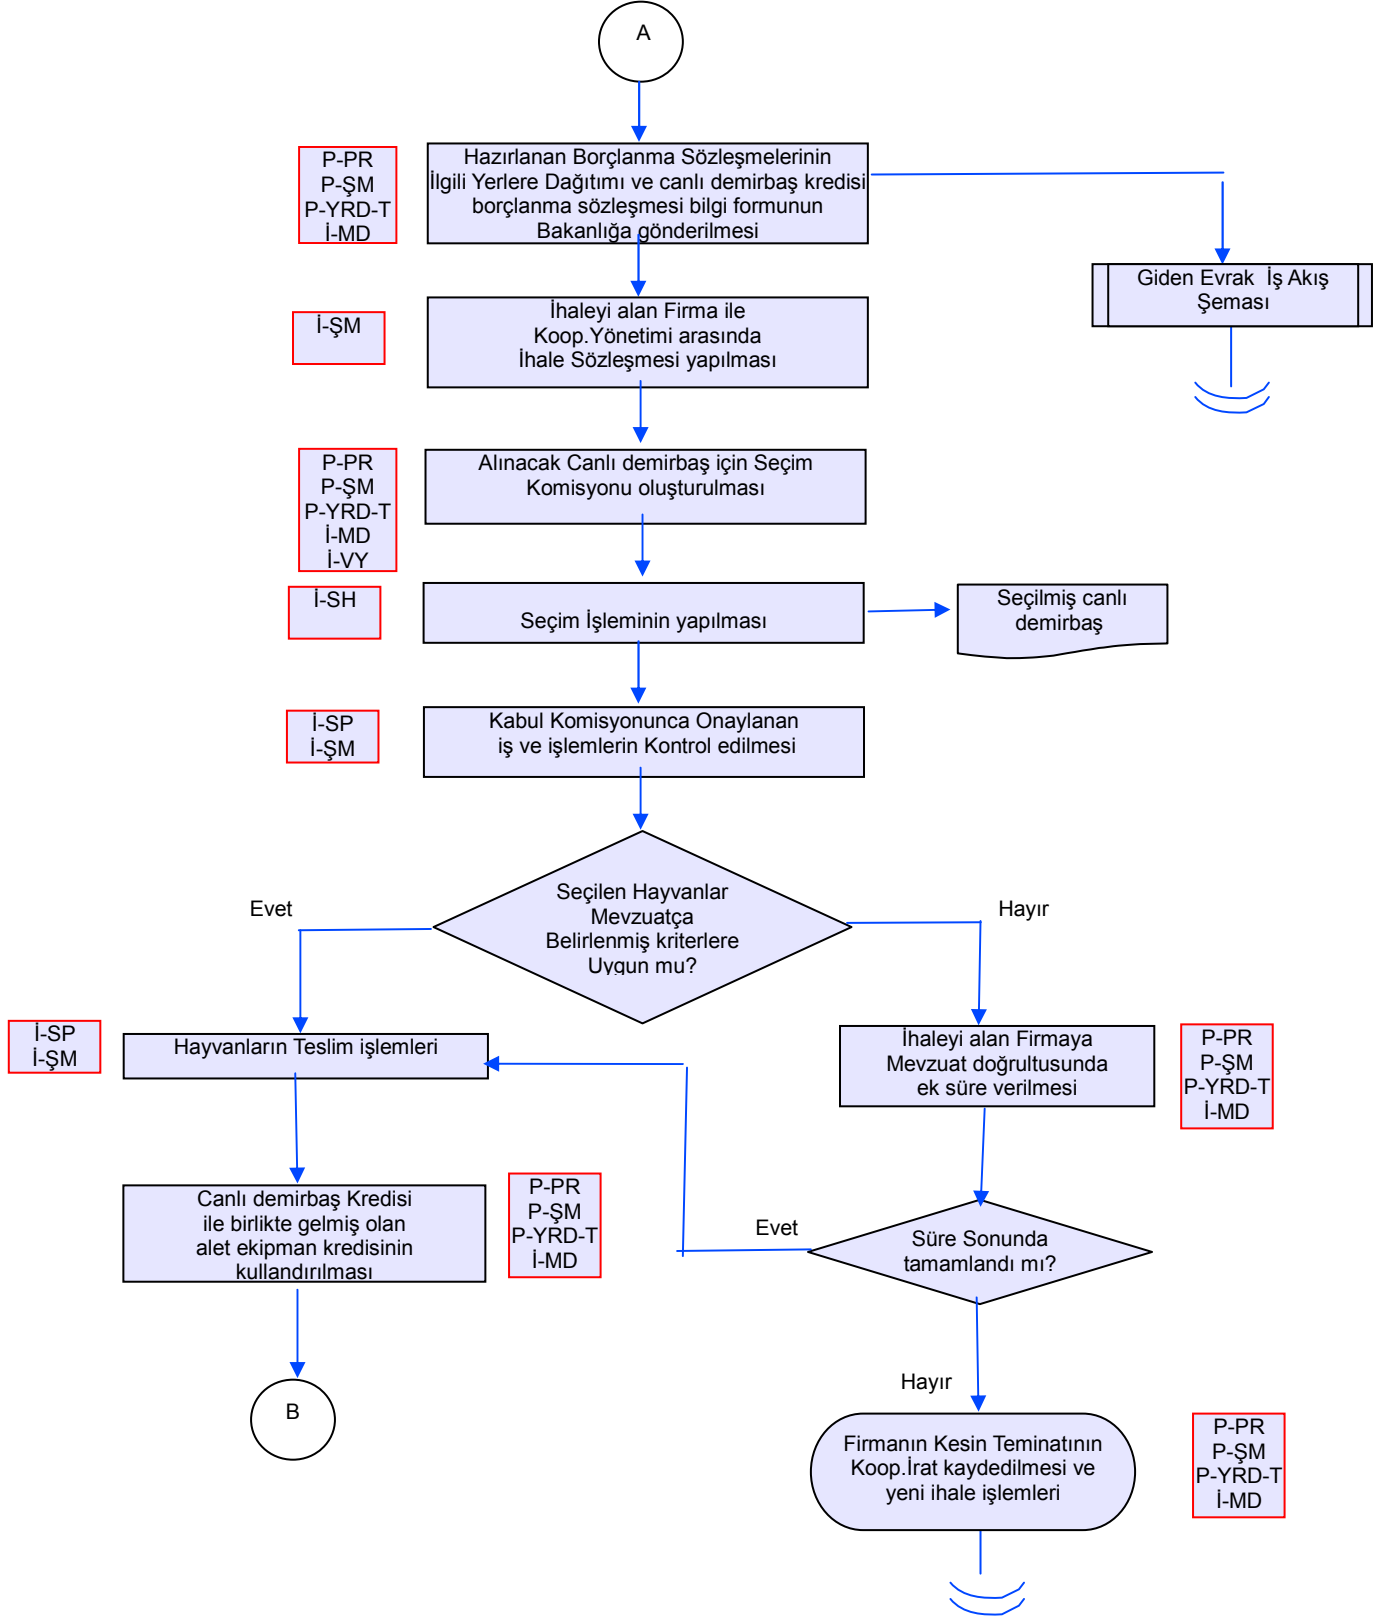 A
P-PR
P-ŞM
P-YRD-T
İ-MD
Hazırlanan Borçlanma Sözleşmelerinin
İlgili Yerlere Dağıtımı ve canlı demirbaş kredisi
borçlanma sözleşmesi bilgi formunun
Bakanlığa gönderilmesi
Giden Evrak İş Akış
Şeması
İ-ŞM
İhaleyi alan Firma ile
Koop.Yönetimi arasında
İhale Sözleşmesi yapılması
P-PR
P-ŞM
P-YRD-T
İ-MD
İ-VY
Alınacak Canlı demirbaş için Seçim
Komisyonu oluşturulması
İ-SH
Seçim İşleminin yapılması
Seçilmiş canlı
demirbaş
İ-SP
İ-ŞM
Kabul Komisyonunca Onaylanan
iş ve işlemlerin Kontrol edilmesi
Seçilen Hayvanlar
Mevzuatça
Belirlenmiş kriterlere
Uygun mu?
Evet
Hayır
İ-SP
İ-ŞM
Hayvanların Teslim işlemleri
İhaleyi alan Firmaya
Mevzuat doğrultusunda
ek süre verilmesi
P-PR
P-ŞM
P-YRD-T
İ-MD
Canlı demirbaş Kredisi
ile birlikte gelmiş olan
alet ekipman kredisinin
kullandırılması
P-PR
P-ŞM
P-YRD-T
İ-MD
Evet
Süre Sonunda
tamamlandı mı?
Hayır
B
Firmanın Kesin Teminatının
Koop.İrat kaydedilmesi ve
yeni ihale işlemleri
P-PR
P-ŞM
P-YRD-T
İ-MD